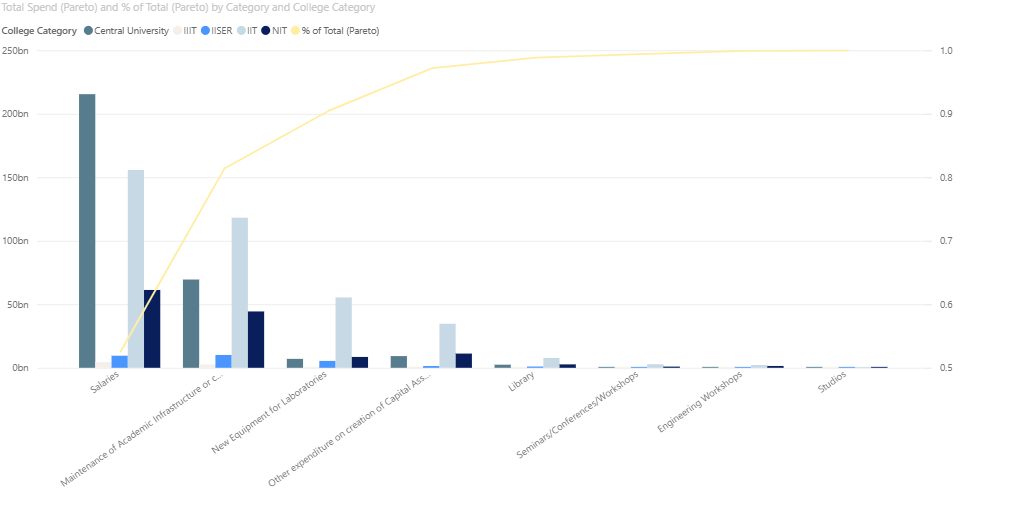 Total Spend (Pareto) and % of Total (Pareto) by Category and College Category
College Category Central University IIIT IISER IIT NIT % of Total (Pareto)
250bn
200bn
150bn
100bn
50bn
0bn
1.0
0.9
0.8
0.7
0.6
0.5
Salaries
Maintenance of Academic Infrastructure or c...
New Equipment for Laboratories
Other expenditure on creation of Capital Ass...
Library
Seminars/Conferences/Workshops
Engineering Workshops
Studios